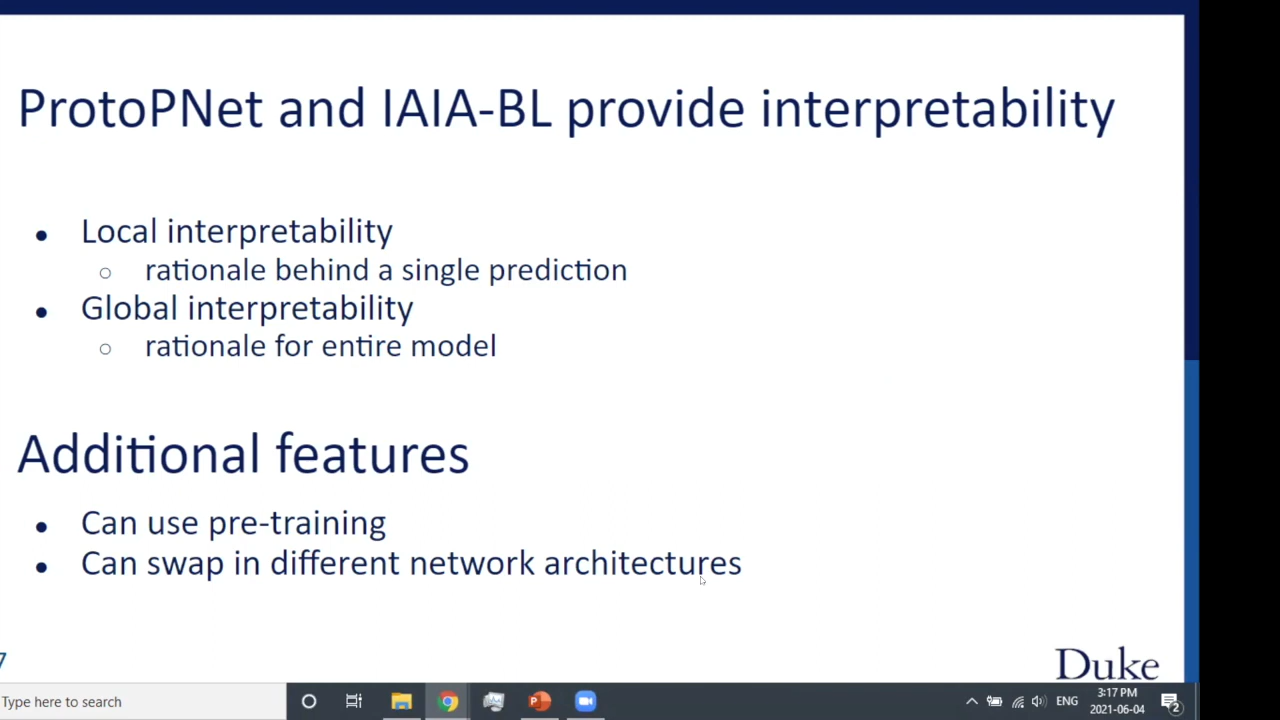 ProtoPNet and IAIA-BL provide interpretability
● Local interpretability
○ rationale behind a single prediction
● Global interpretability
○ rationale for entire model
Additional features
● Can use pre-training
● Can swap in different network architectures
7
Duke
Type here to search
ENG
3:17 PM
2021-06-04
2